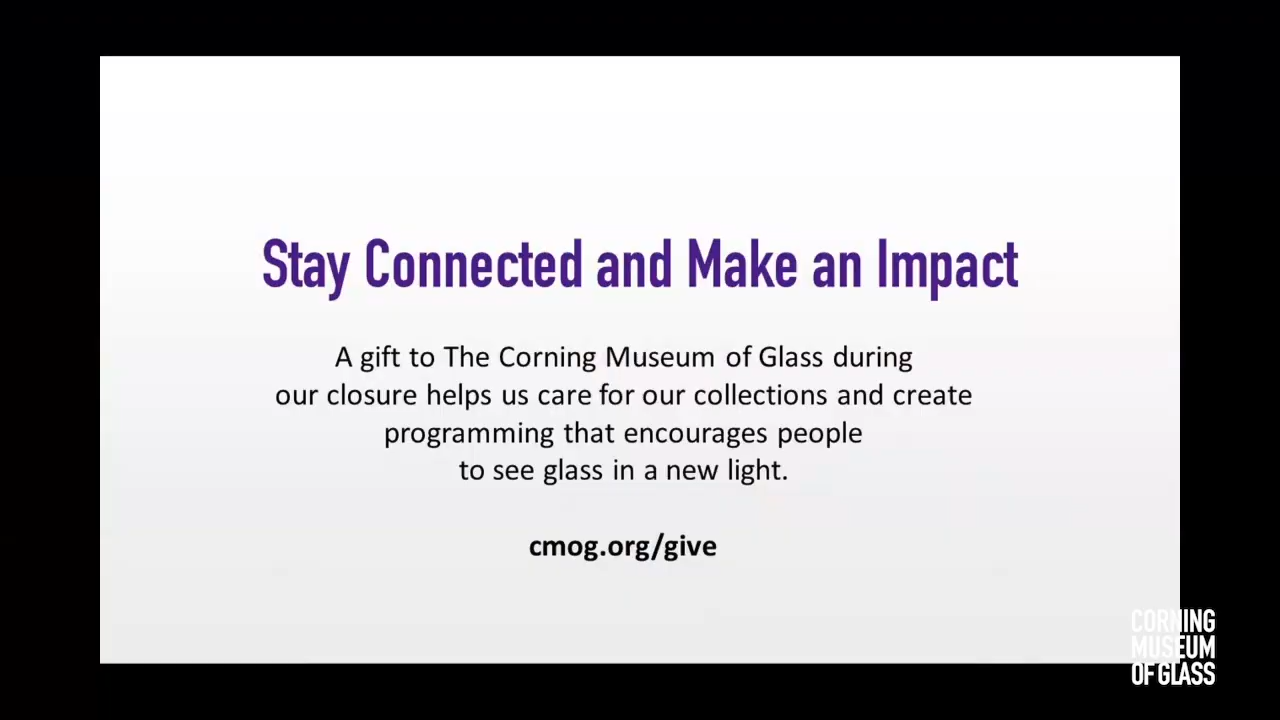 Stay Connected and Make an Impact
A gift to The Corning Museum of Glass during
our closure helps us care for our collections and create
programming that encourages people
to see glass in a new light.
cmog.org/give
CORNING
MUSEUM
OF GLASS